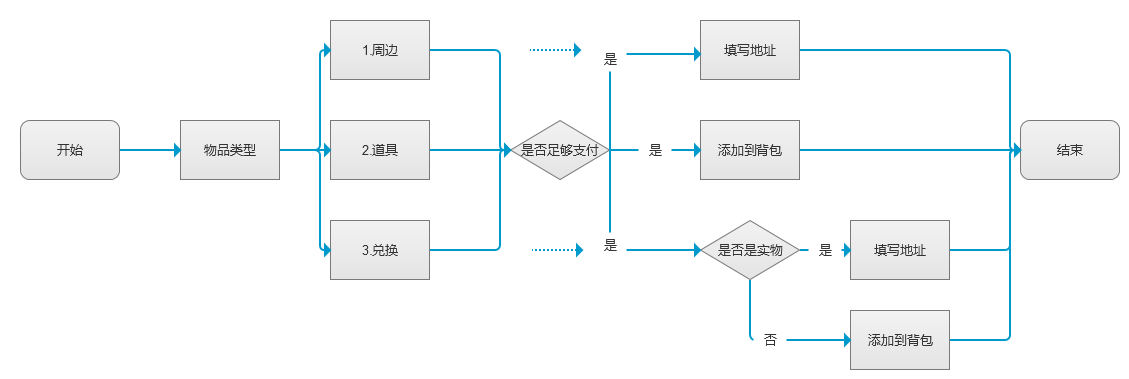 开始
物品类型
1.周边
2.道具
3.兑换
是否足够支付
是
填写地址
是
添加到背包
是
是否是实物
是
填写地址
否
添加到背包
结束